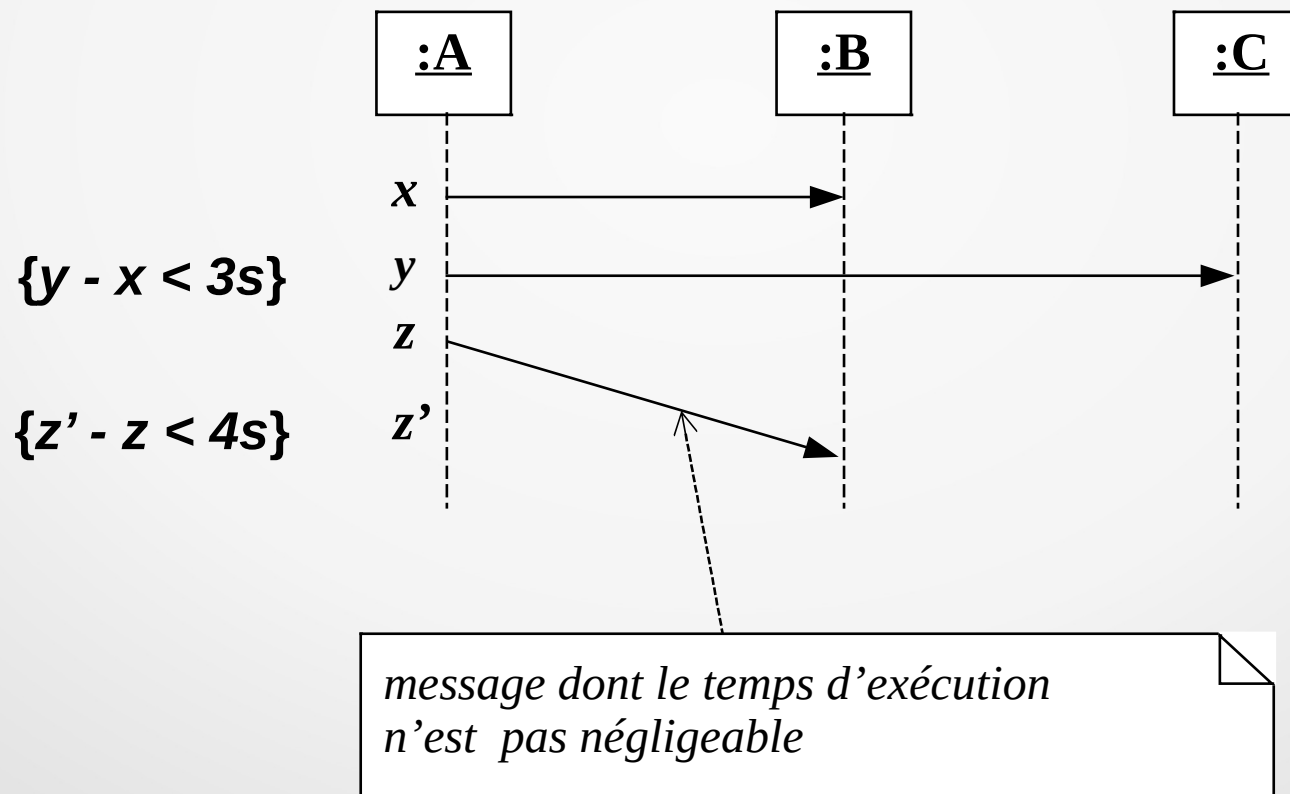 :A :B :C
x
y
{y - x < 3s}
z
z’
{z’ - z < 4s}
message dont le temps d’exécution
n’est pas négligeable